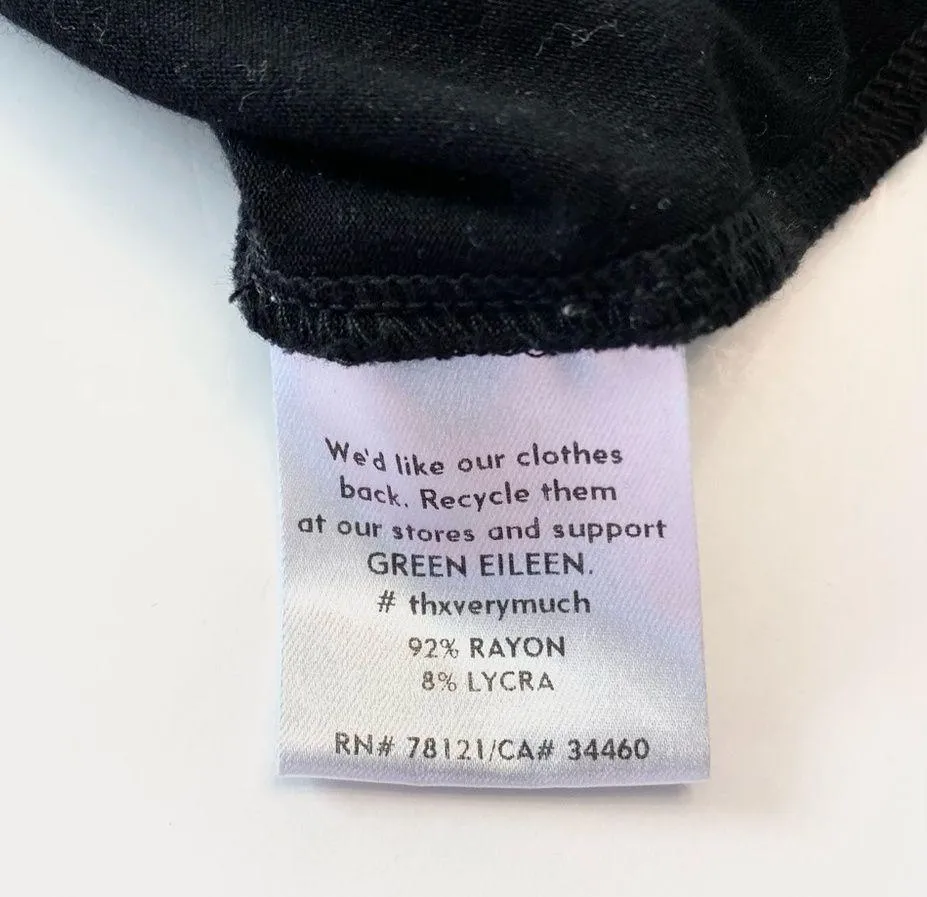 We'd like our clothes
back. Recycle them
at our stores and support
GREEN EILEEN.
# thxverymuch
92% RAYON
8% LYCRA
RN# 78121/CA# 34460